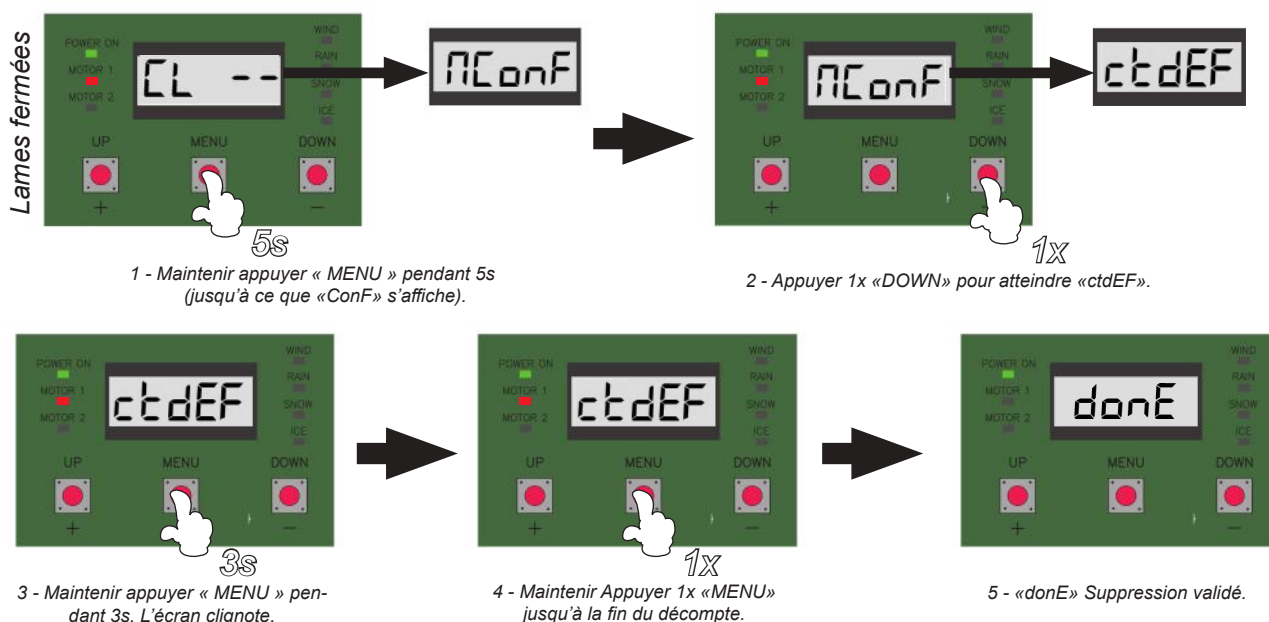 Lames fermées
POWER ON
MOTOR 1
MOTOR 2
WIND
RAIN
SNOW
ICE
CL --
UP
MENU
DOWN
+
−
5s
MConF
1 - Maintenir appuyer « MENU » pendant 5s
(jusqu’à ce que «ConF» s’affiche).
POWER ON
MOTOR 1
MOTOR 2
WIND
RAIN
SNOW
ICE
MConF
UP
MENU
DOWN
+
1x
ctdEF
2 - Appuyer 1x «DOWN» pour atteindre «ctdEF».
POWER ON
MOTOR 1
MOTOR 2
WIND
RAIN
SNOW
ICE
ctdEF
UP
MENU
DOWN
+
−
3s
3 - Maintenir appuyer « MENU » pen-
dant 3s. L’écran clignote.
POWER ON
MOTOR 1
MOTOR 2
WIND
RAIN
SNOW
ICE
ctdEF
UP
MENU
DOWN
+
−
1x
4 - Maintenir Appuyer 1x «MENU»
jusqu’à la fin du décompte.
POWER ON
MOTOR 1
MOTOR 2
WIND
RAIN
SNOW
ICE
donE
UP
MENU
DOWN
+
−
5 - «donE» Suppression validé.